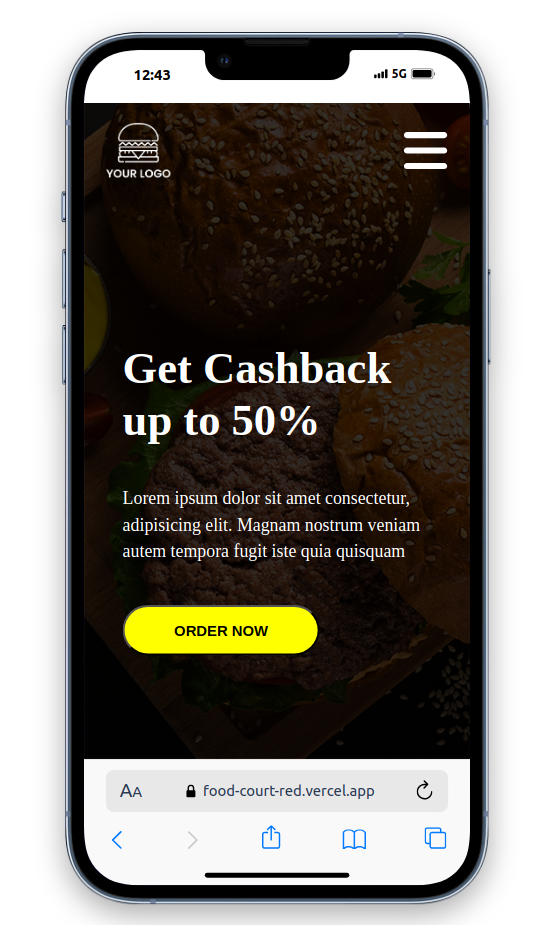 12:43
5G
YOUR LOGO
Get Cashback
up to 50%
Lorem ipsum dolor sit amet consectetur,
adipisicing elit. Magnam nostrum veniam
autem tempora fugit iste quia quisquam
ORDER NOW
AA food-court-red.vercel.app